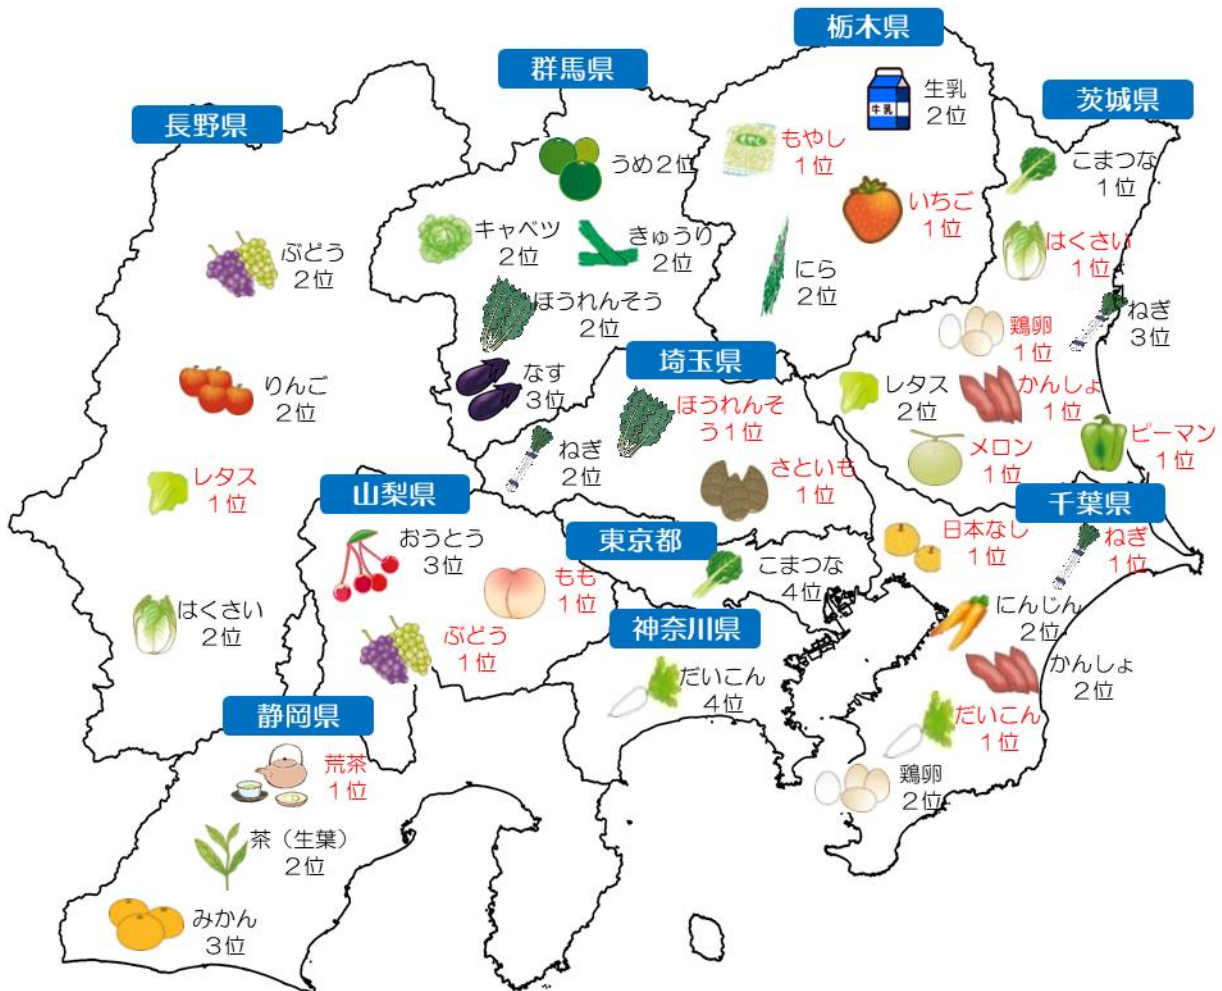 栃木県
生乳
2位
もやし
1位
いちご
1位
にら
2位
群馬県
うめ2位
キャベツ
2位
きゅうり
2位
ほうれんそう
2位
なす
3位
茨城県
こまつな
1位
はくさい
1位
ねぎ
3位
鶏卵
1位
レタス
2位
かんしょ
1位
メロン
1位
ピーマン
1位
長野県
ぶどう
2位
りんご
2位
レタス
1位
はくさい
2位
埼玉県
ほうれんそ
う1位
ねぎ
2位
さといも
1位
山梨県
おうとう
3位
もも
1位
ぶどう
1位
東京都
こまつな
4位
千葉県
日本なし
1位
ねぎ
1位
にんじん
2位
かんしょ
2位
だいこん
1位
鶏卵
2位
神奈川県
だいこん
4位
静岡県
荒茶
1位
茶（生葉）
2位
みかん
3位
牛乳